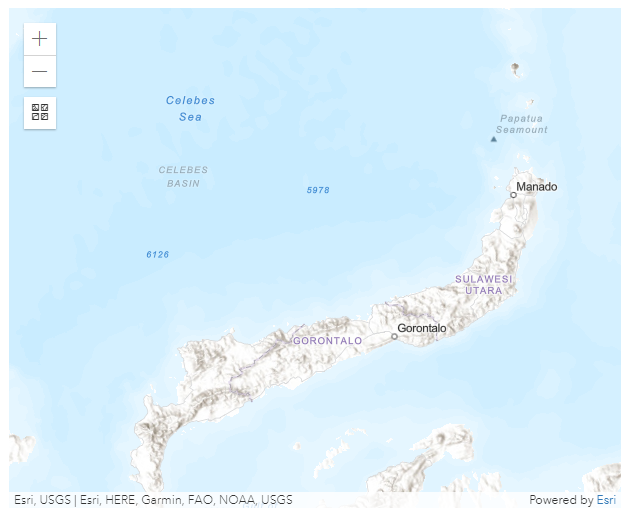 Celebes
Sea
Papatua
Seamount
CELEBES
BASIN
Manado
5978
6126
SULAWESI
UTARA
Gorontalo
GORONTALO
Esri, USGS | Esri, HERE, Garmin, FAO, NOAA, USGS
Powered by Esri